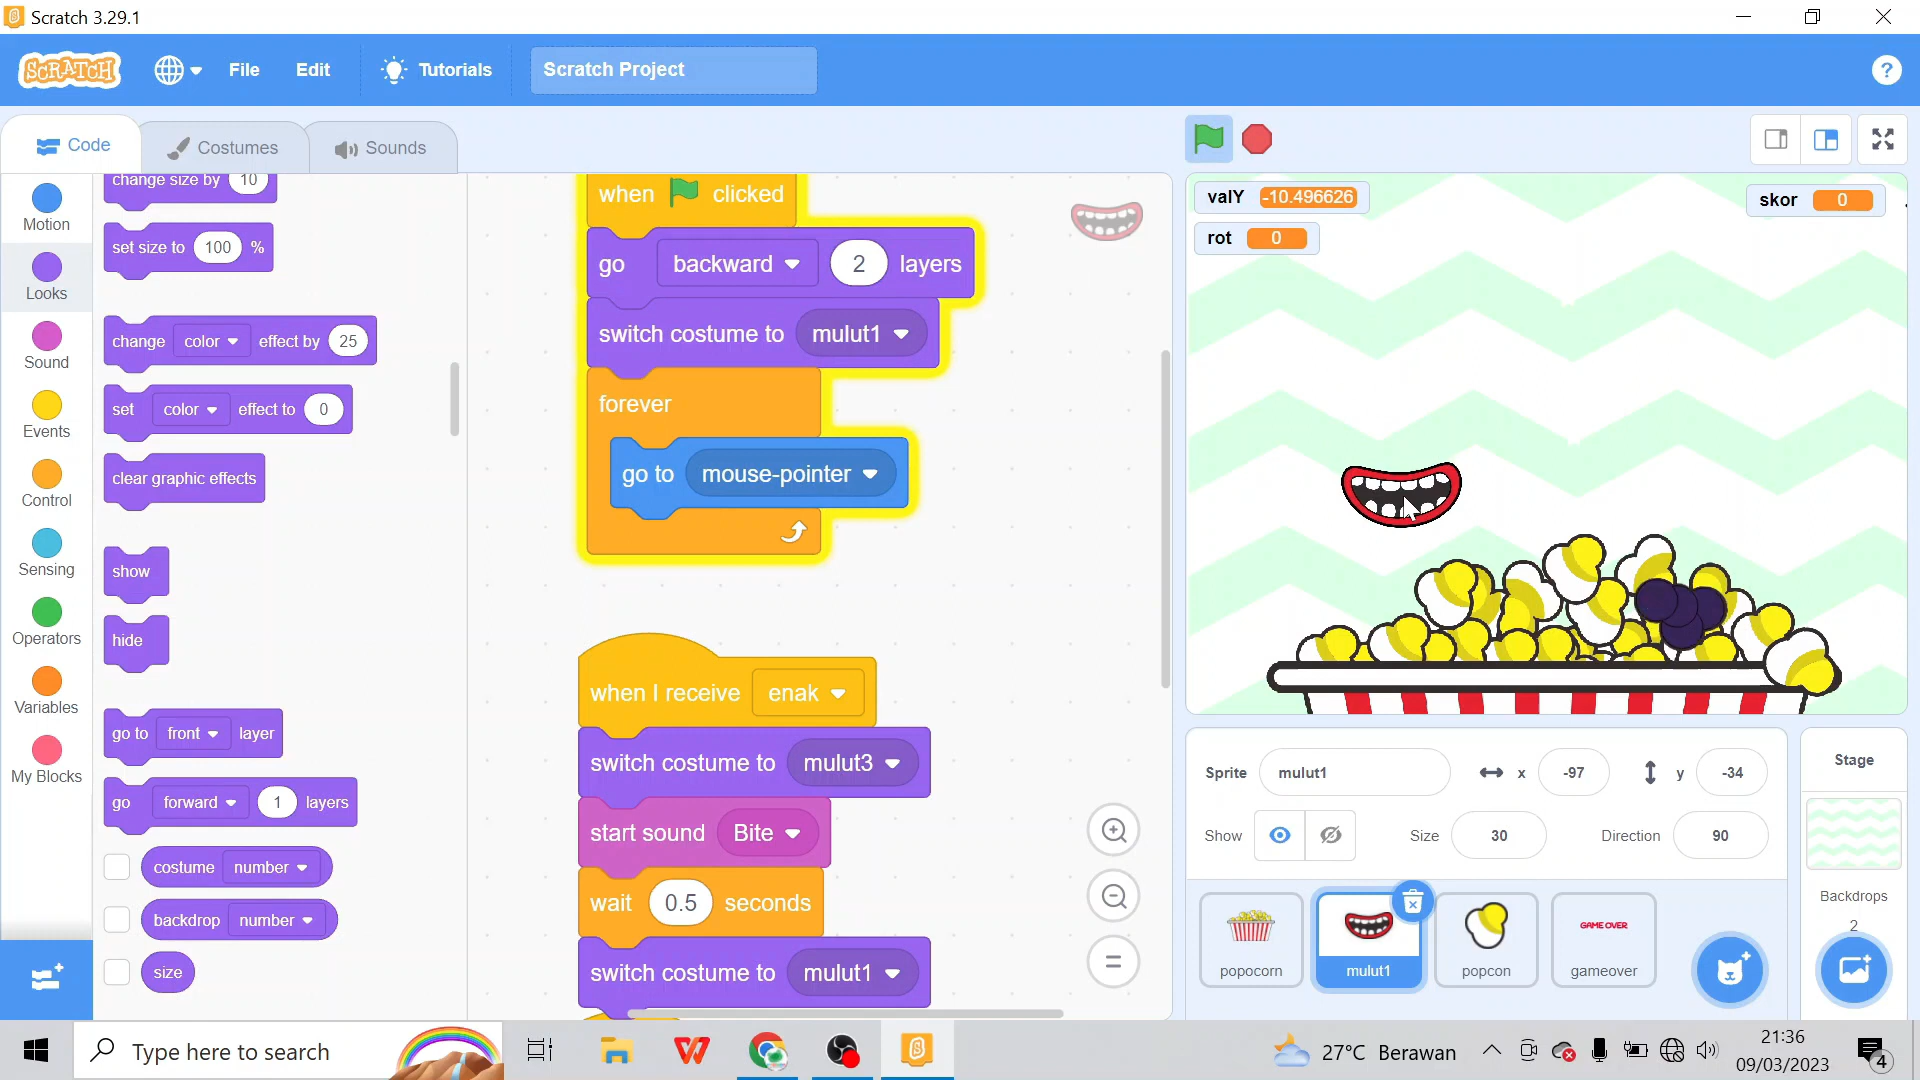 Scratch 3.29.1
SCRATCH
File
Edit
Tutorials
Scratch Project
?
Code
Costumes
Sounds
Motion
Looks
Sound
Events
Control
Sensing
Operators
Variables
My Blocks
change size by 10
set size to 100 %
change color effect by 25
set color effect to 0
clear graphic effects
show
hide
go to front layer
go forward 1 layers
costume number
backdrop number
size
when clicked
go backward 2 layers
switch costume to mulut1
forever
go to mouse-pointer
when I receive enak
switch costume to mulut3
start sound Bite
wait 0.5 seconds
switch costume to mulut1
valY -10.496626
rot 0
skor 0
Sprite mulut1
x -97
y -34
Show
Size 30
Direction 90
popocorn
mulut1
popcon
GAME OVER
gameover
Stage
Backdrops
2
Type here to search
27°C Berawan
21:36
09/03/2023
4